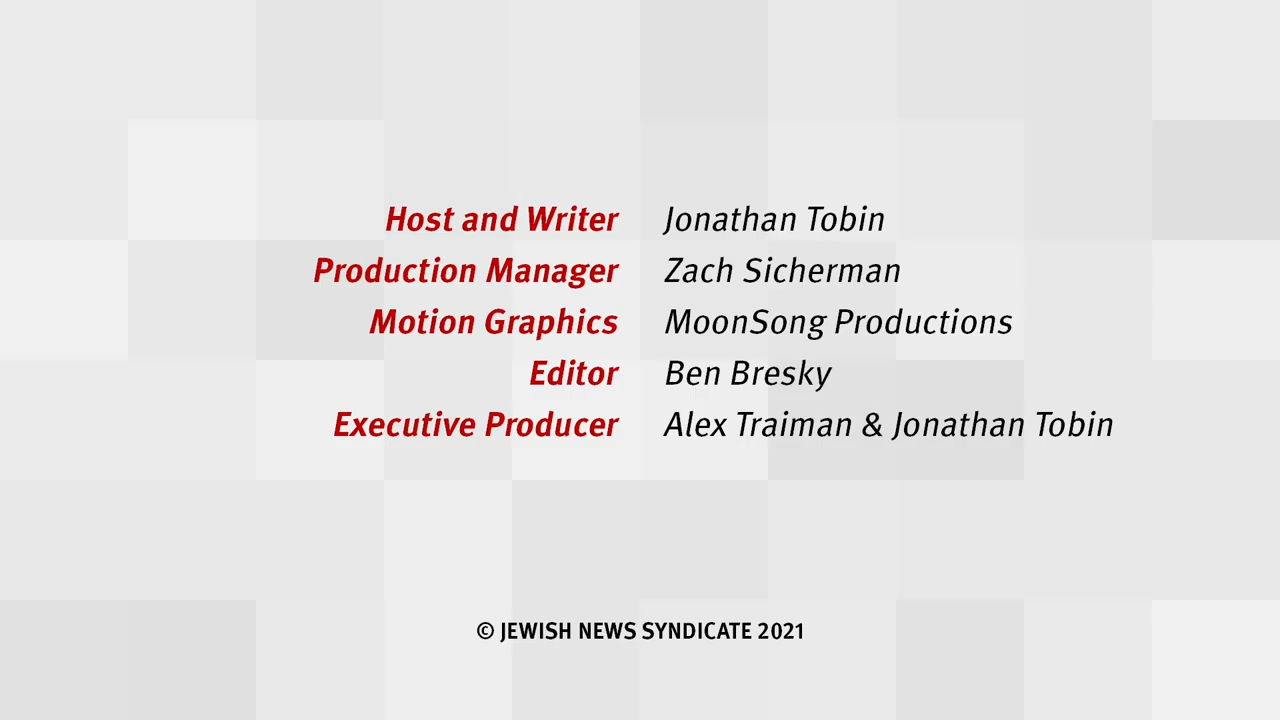 Host and Writer Jonathan Tobin
Production Manager Zach Sicherman
Motion Graphics MoonSong Productions
Editor Ben Bresky
Executive Producer Alex Traiman & Jonathan Tobin
© JEWISH NEWS SYNDICATE 2021